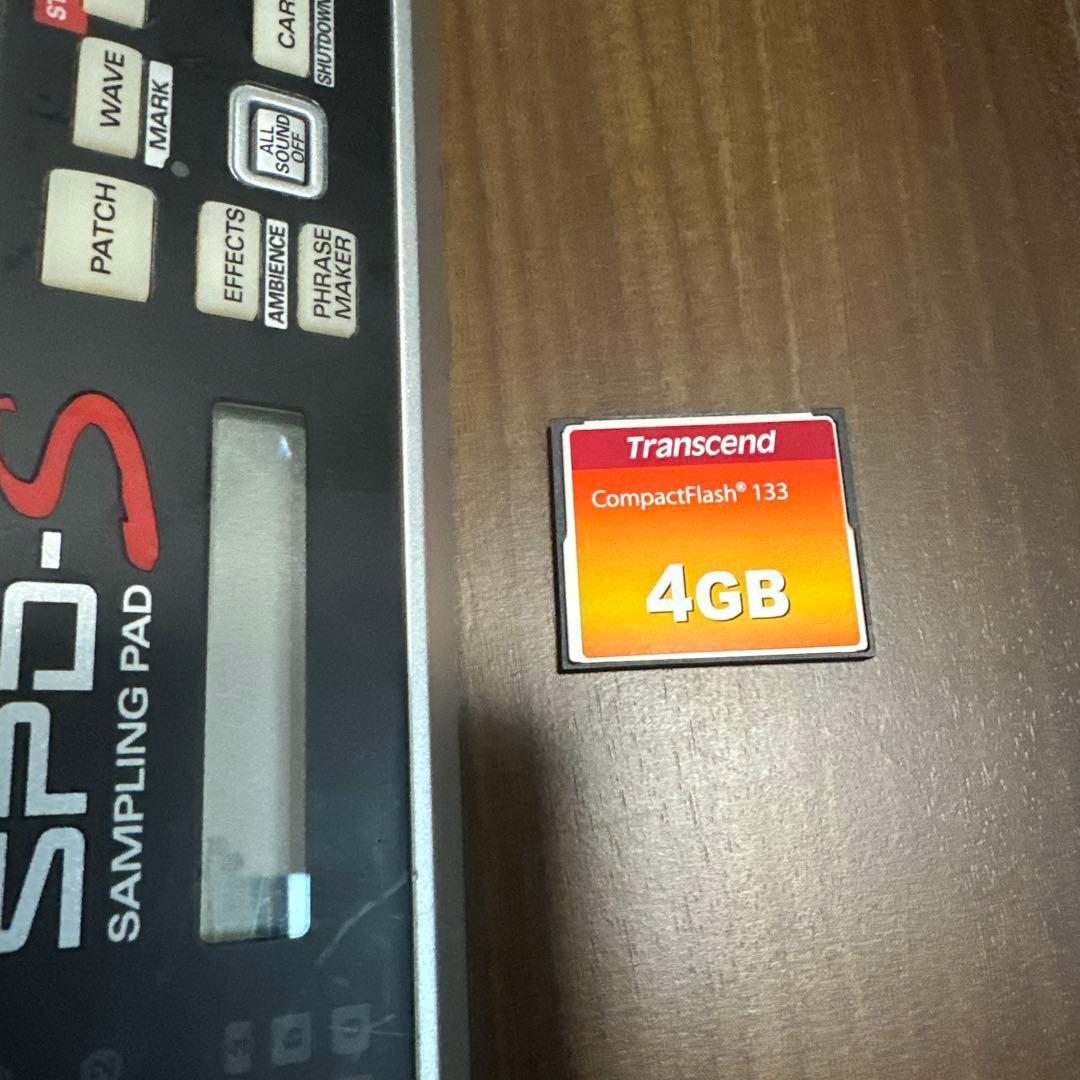 ST
CAR
SHUTDOWN
WAVE
MARK
ALL
SOUND
OFF
PATCH
EFFECTS
AMBIENCE
PHRASE
MAKER
SPD-S
SAMPLING PAD
Transcend
CompactFlash® 133
4GB